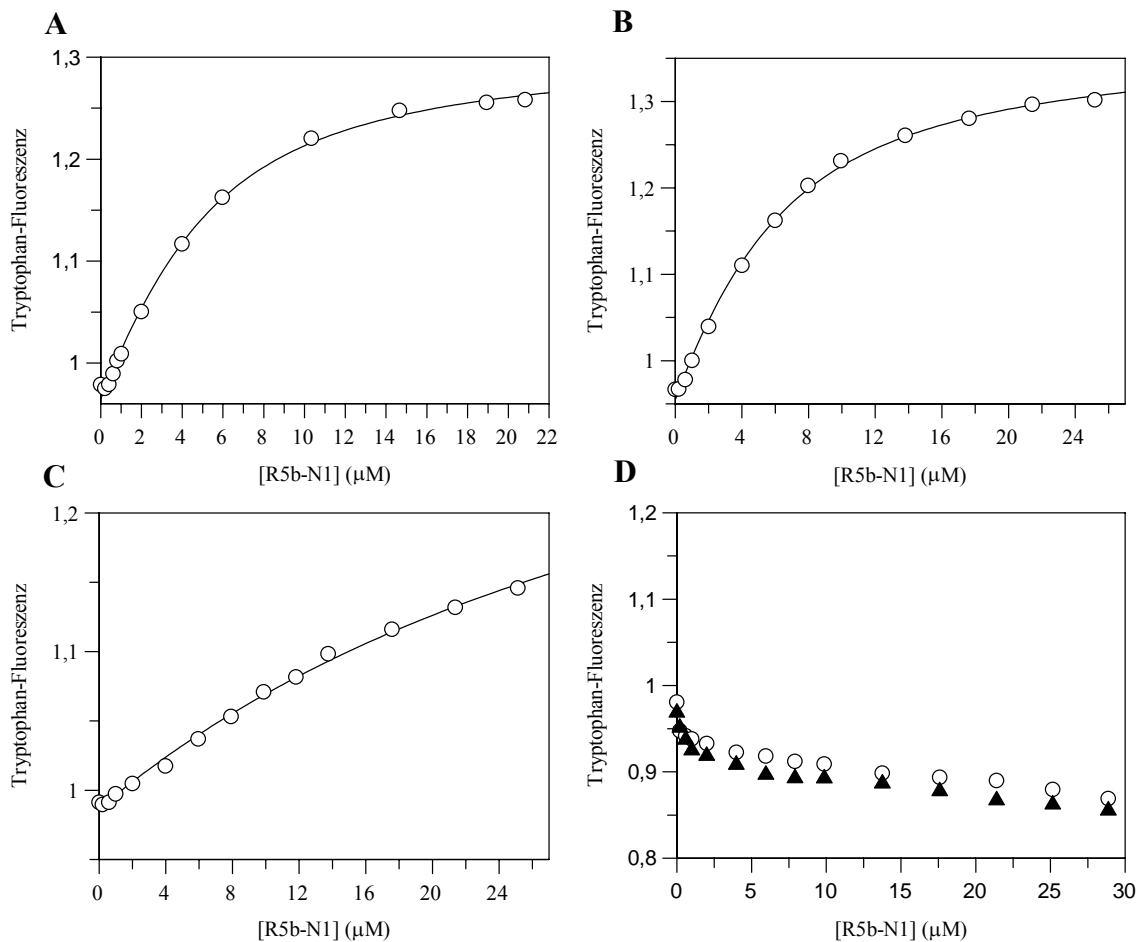 A
1,3
1,2
1,1
1
Tryptophan-Fluoreszenz
0 2 4 6 8 10 12 14 16 18 20 22
[R5b-N1] (µM)
B
1,3
1,2
1,1
1
Tryptophan-Fluoreszenz
0 4 8 12 16 20 24
[R5b-N1] (µM)
C
1,2
1,1
1
Tryptophan-Fluoreszenz
0 4 8 12 16 20 24
[R5b-N1] (µM)
D
1,2
1,1
1
0,9
0,8
Tryptophan-Fluoreszenz
0 5 10 15 20 25 30
[R5b-N1] (µM)